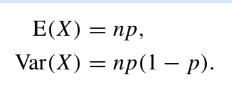 E(X) = np,
Var(X) = np(1 − p).